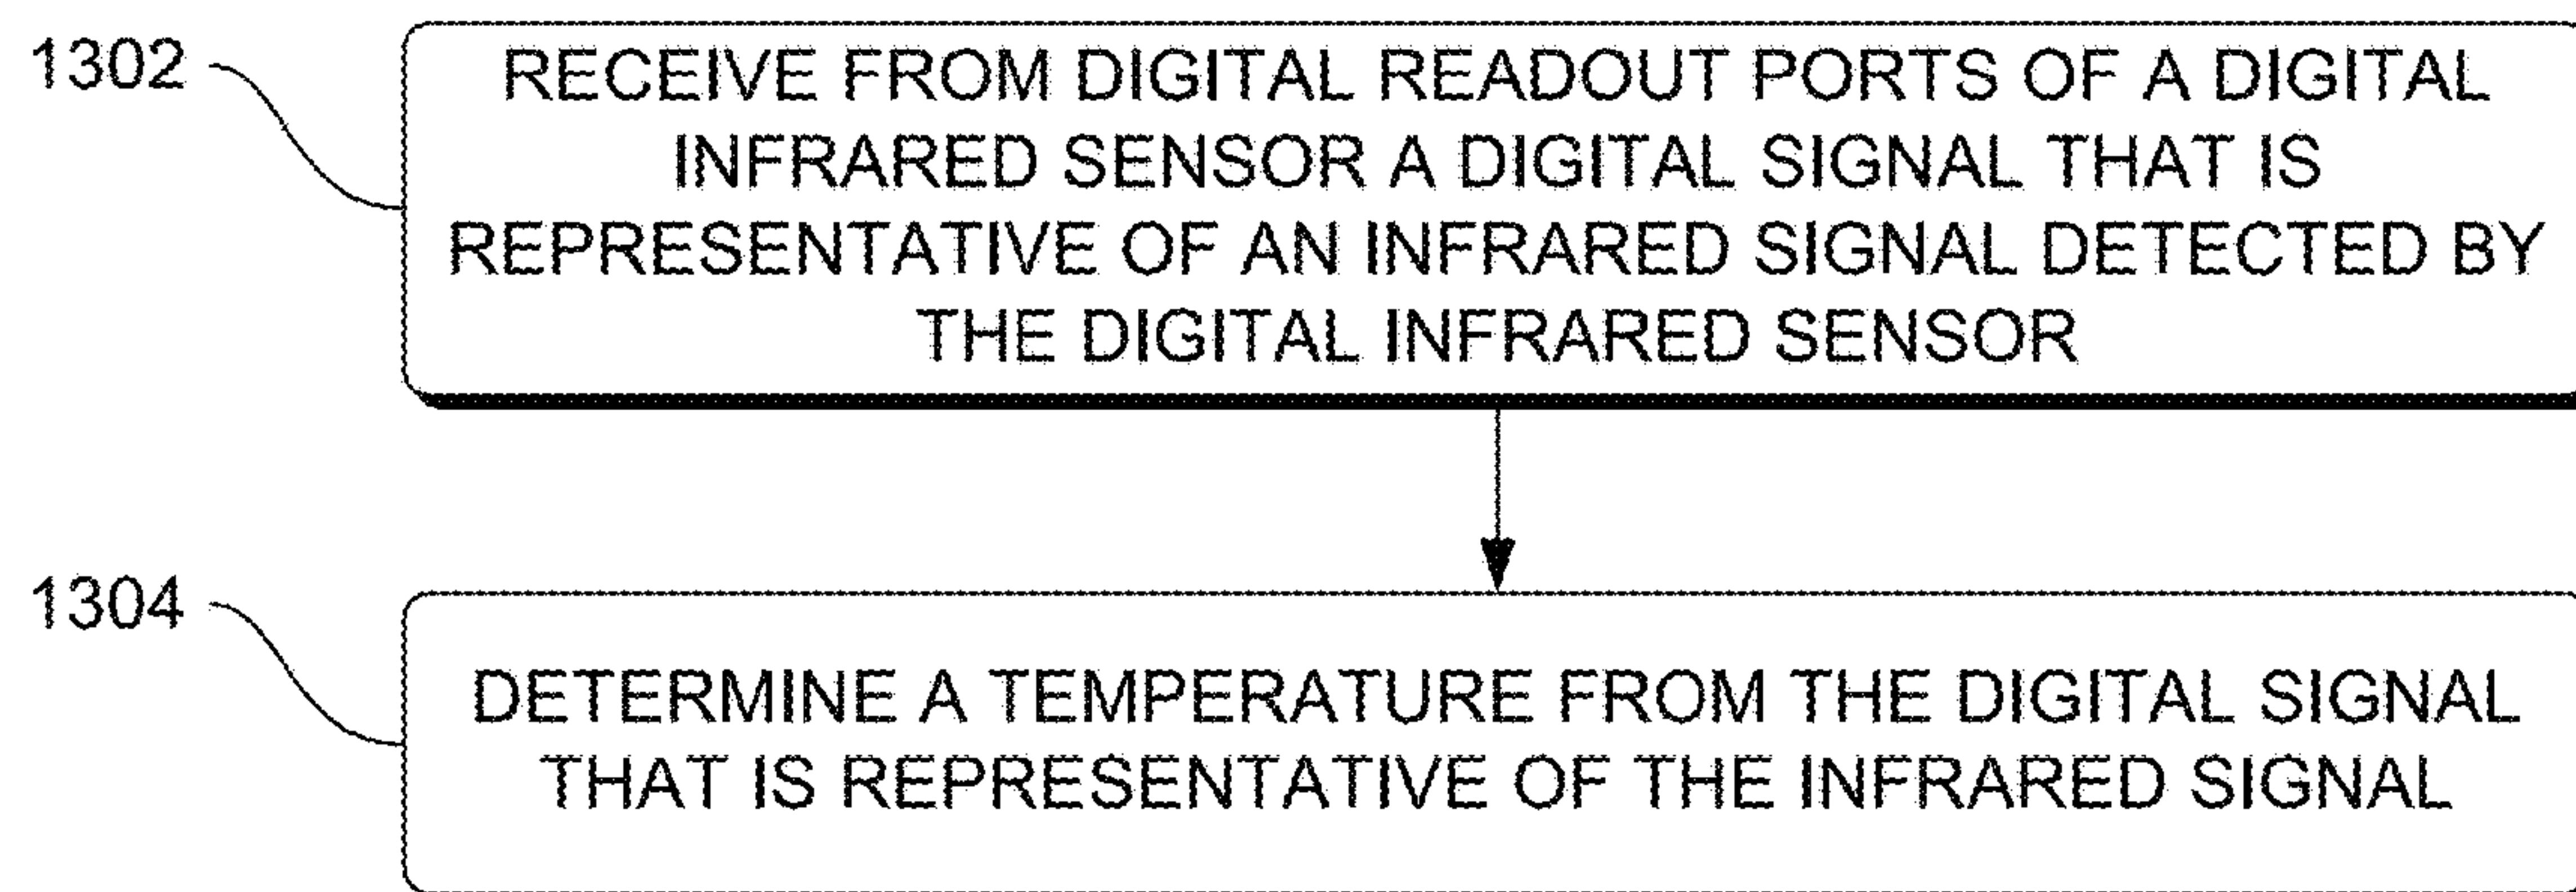 1302
RECEIVE FROM DIGITAL READOUT PORTS OF A DIGITAL
INFRARED SENSOR A DIGITAL SIGNAL THAT IS
REPRESENTATIVE OF AN INFRARED SIGNAL DETECTED BY
THE DIGITAL INFRARED SENSOR
1304
DETERMINE A TEMPERATURE FROM THE DIGITAL SIGNAL
THAT IS REPRESENTATIVE OF THE INFRARED SIGNAL